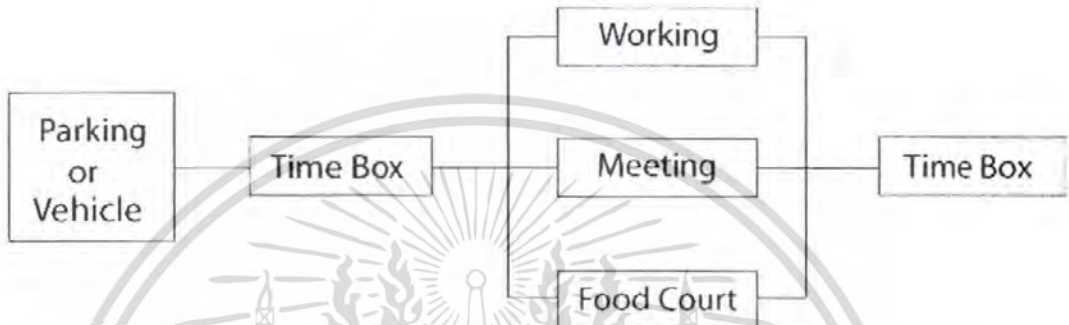 Parking
or
Vehicle
Time Box
Working
Meeting
Food Court
Time Box